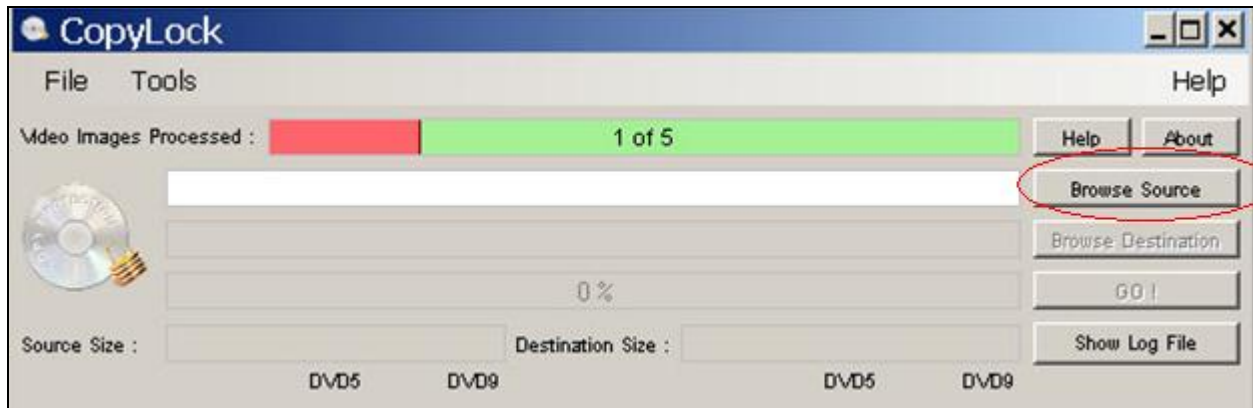 CopyLock
File Tools Help
Video Images Processed : 1 of 5 Help About
Browse Source
Browse Destination
0 % GO !
Source Size : Destination Size : Show Log File
DVD5 DVD9 DVD5 DVD9